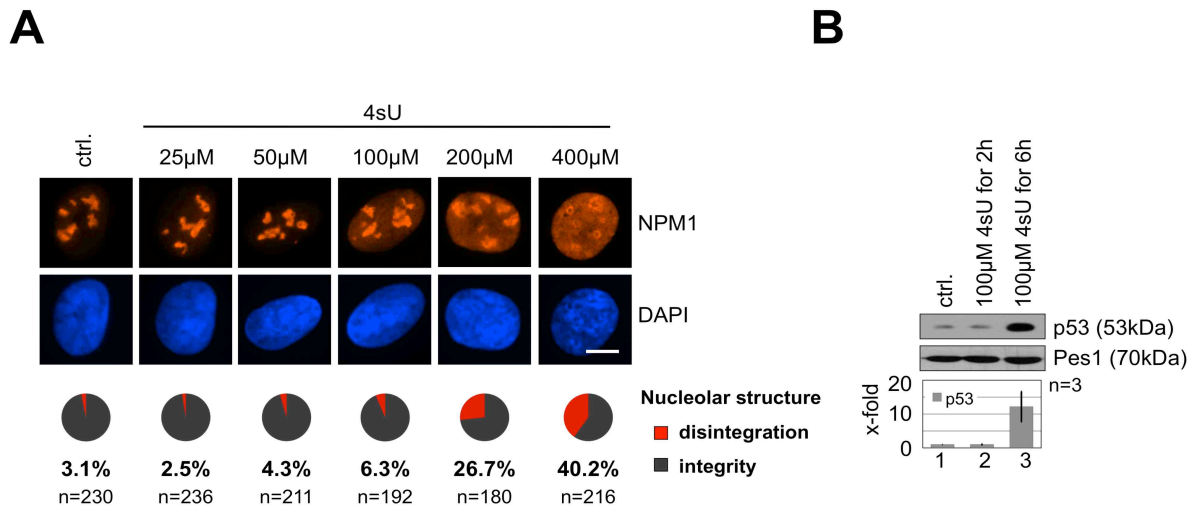 A
4sU
ctrl.
25µM 50µM 100µM 200µM 400µM
NPM1
DAPI
Nucleolar structure
disintegration
integrity
3.1% 2.5% 4.3% 6.3% 26.7% 40.2%
n=230 n=236 n=211 n=192 n=180 n=216
B
ctrl.
100µM 4sU for 2h
100µM 4sU for 6h
p53 (53kDa)
Pes1 (70kDa)
n=3
x-fold
20
10
0
p53
1 2 3